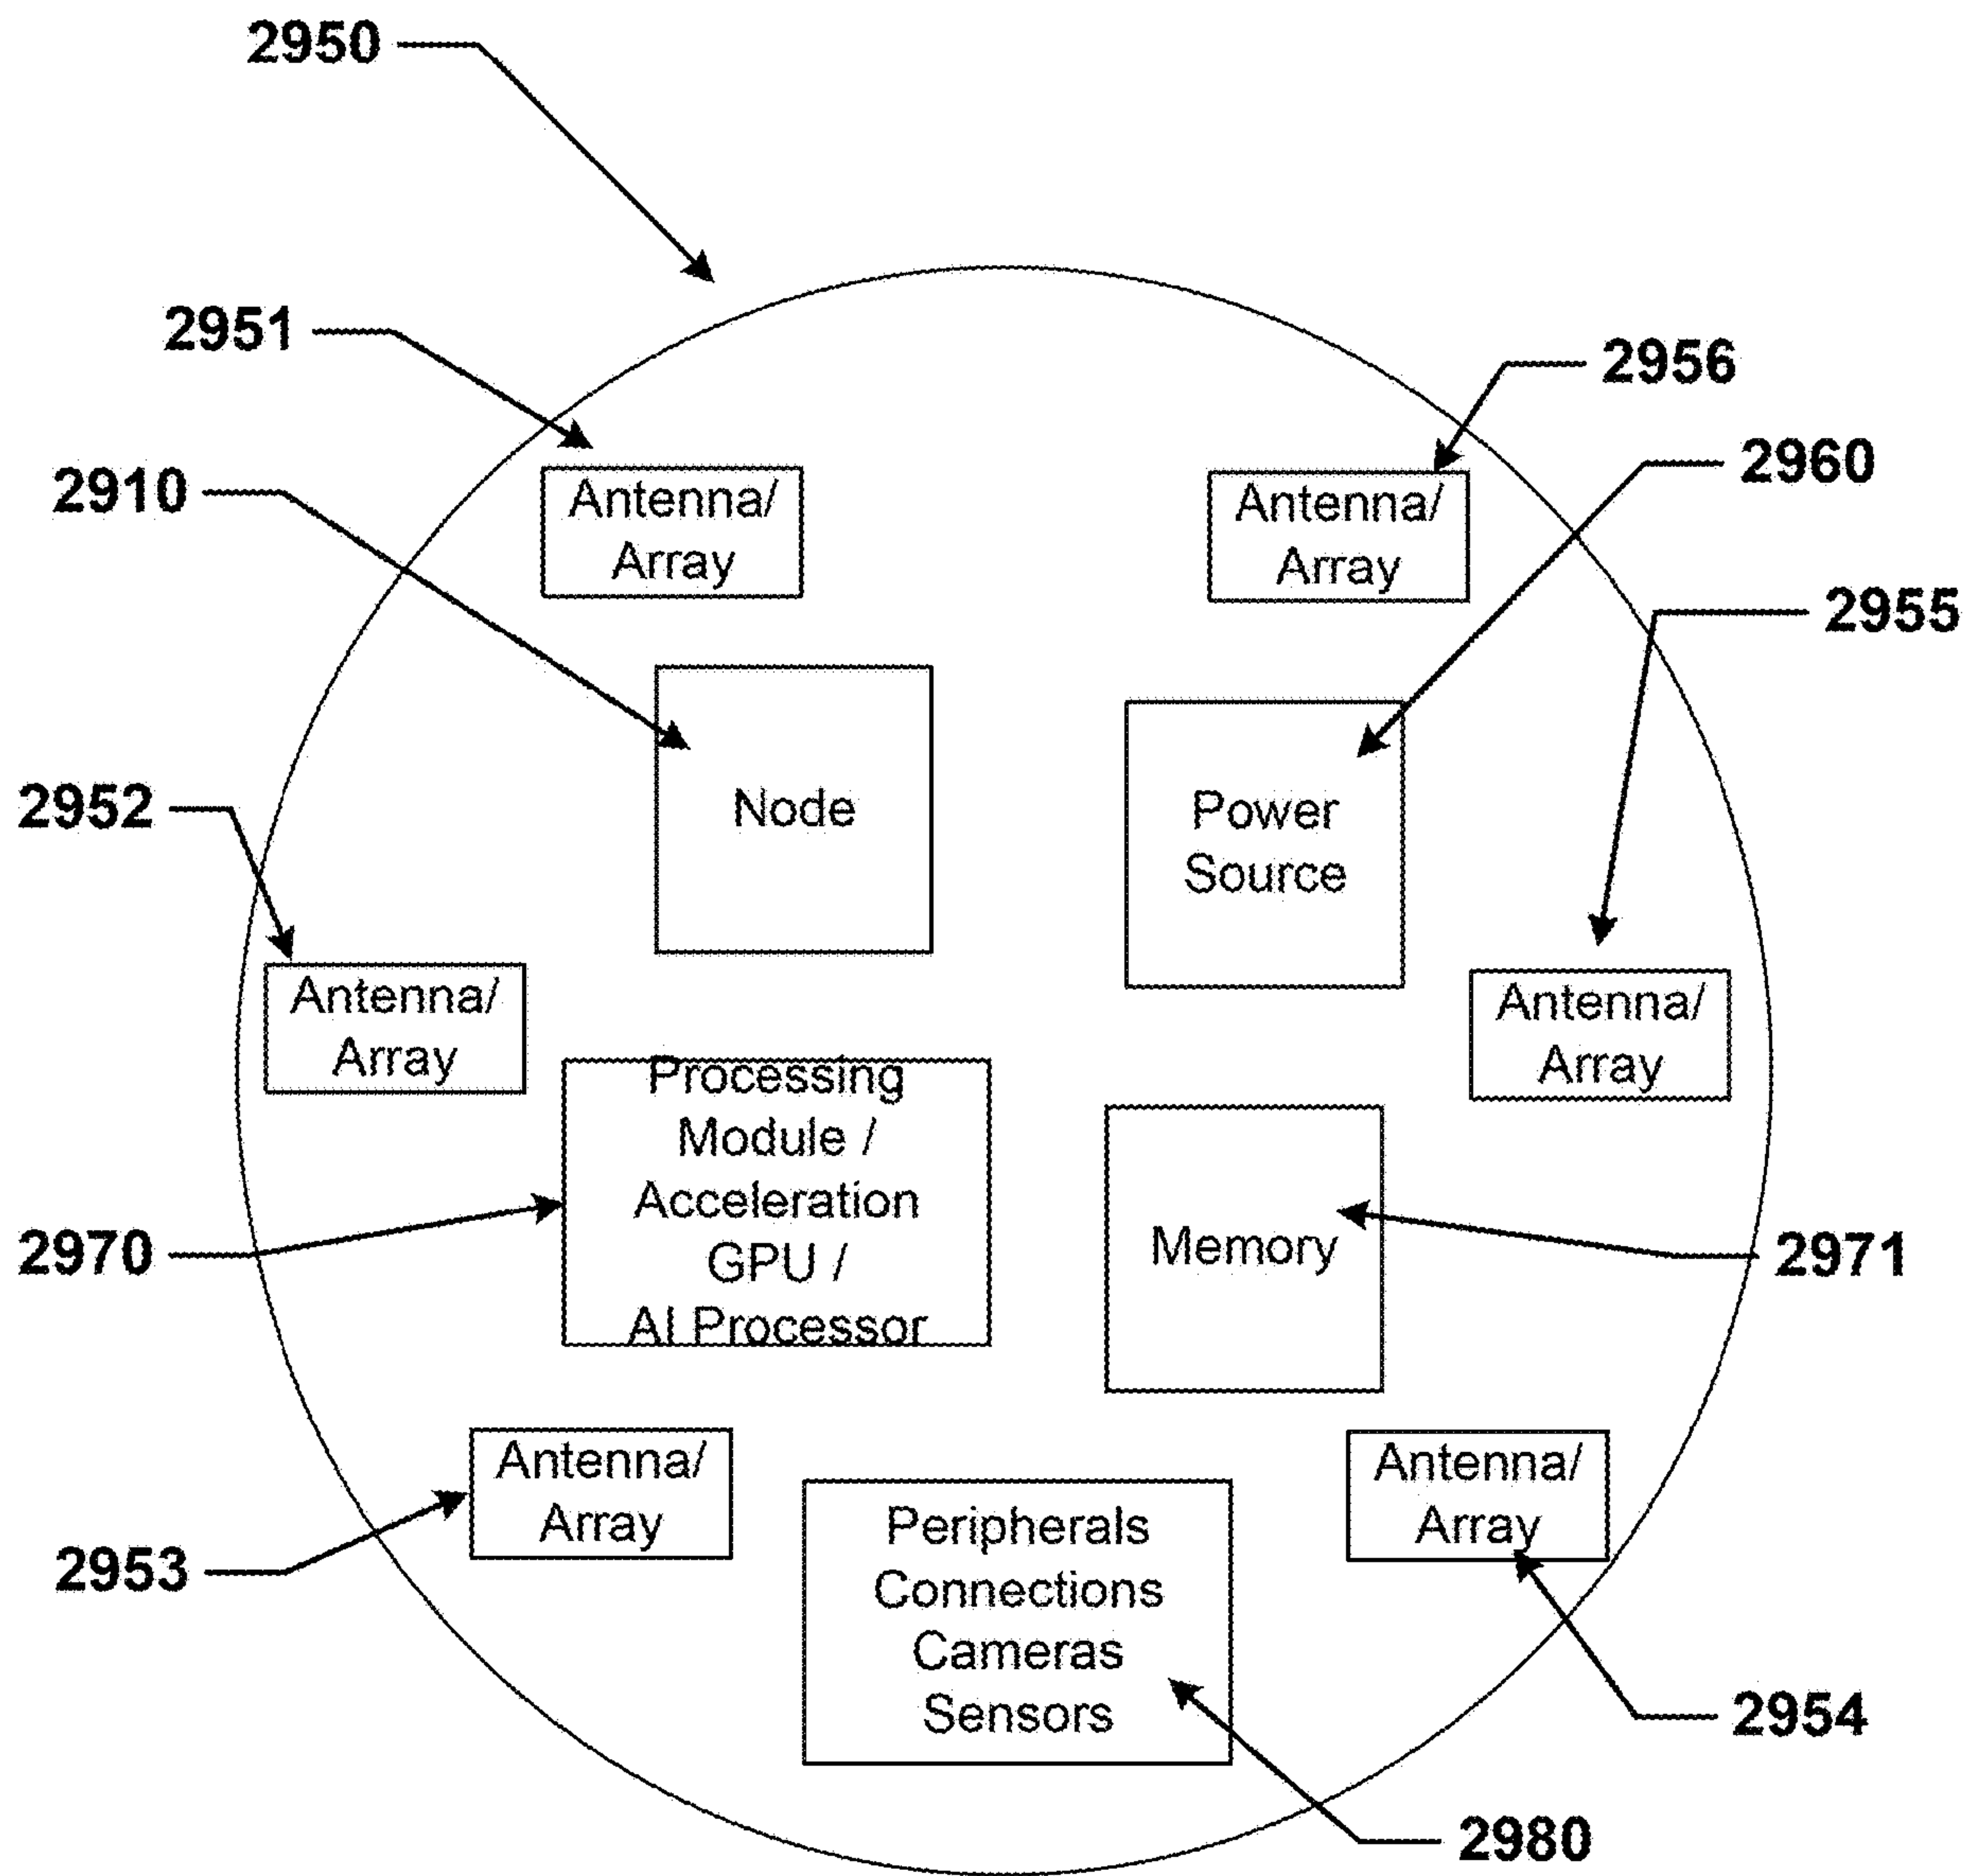 2950
2951
2956
2910
2960
Antenna/
Array
Antenna/
Array
2955
2952
Node
Power
Source
Antenna/
Array
Antenna/
Array
Processing
Module /
Acceleration
GPU /
AI Processor
2970
Memory
2971
Antenna/
Array
Antenna/
Array
2953
Peripherals
Connections
Cameras
Sensors
2954
2980